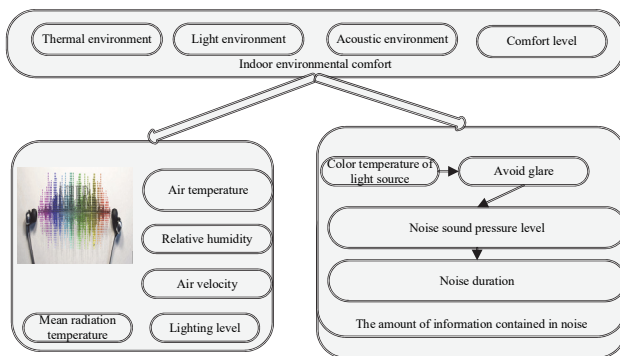 Thermal environment
Light environment
Acoustic environment
Comfort level
Indoor environmental comfort
Air temperature
Relative humidity
Air velocity
Mean radiation
temperature
Lighting level
Color temperature of
light source
Avoid glare
Noise sound pressure level
Noise duration
The amount of information contained in noise